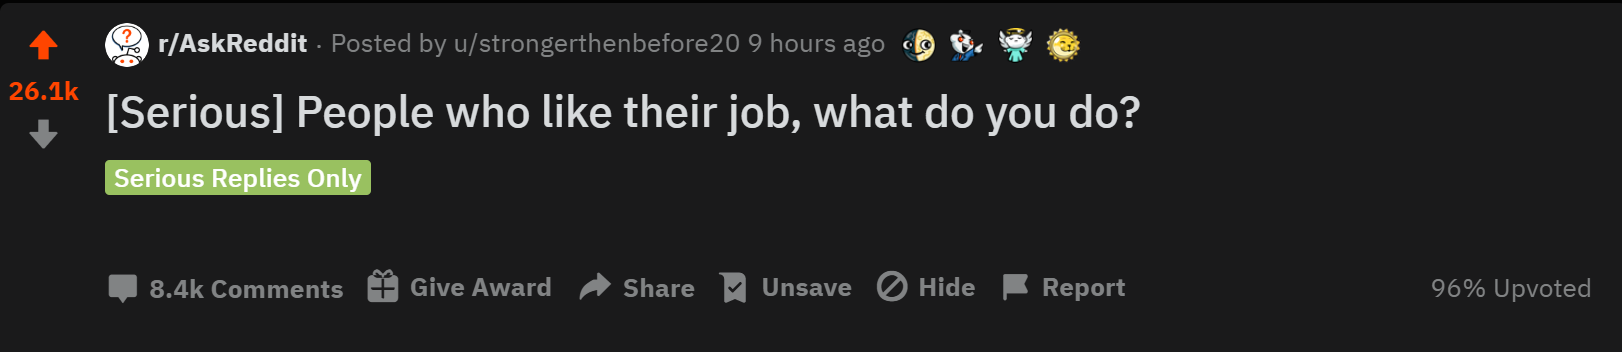 r/AskReddit · Posted by u/strongerthenbefore20 9 hours ago
26.1k
[Serious] People who like their job, what do you do?
Serious Replies Only
8.4k Comments Give Award Share Unsave Hide Report 96% Upvoted